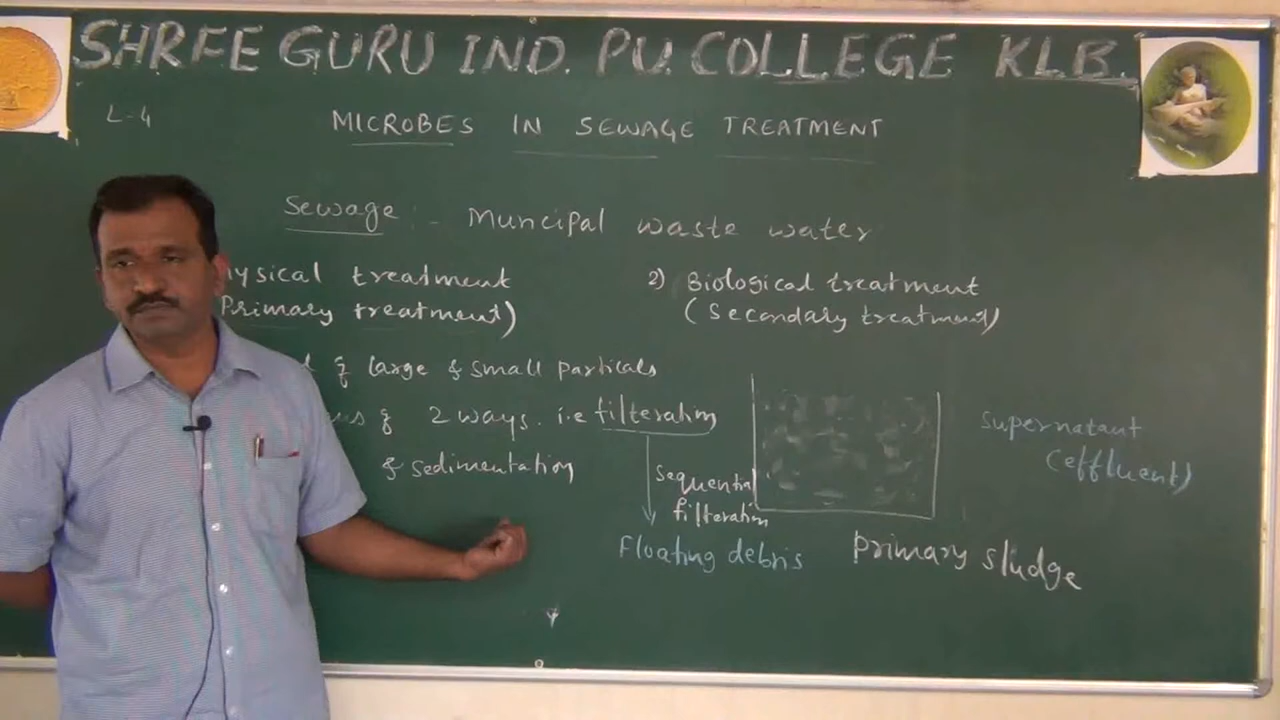 SHREE GURU IND. PU. COLLEGE KLB.
L-4
MICROBES IN SEWAGE TREATMENT
Sewage :- Muncipal waste water
hysical treatment
(Primary treatment)
2) Biological treatment
(Secondary treatment)
large & small particals
2 ways. i.e filteration
& sedimentation
Sequential
filteration
Floating debris
Primary sludge
Supernatant
(effluent)